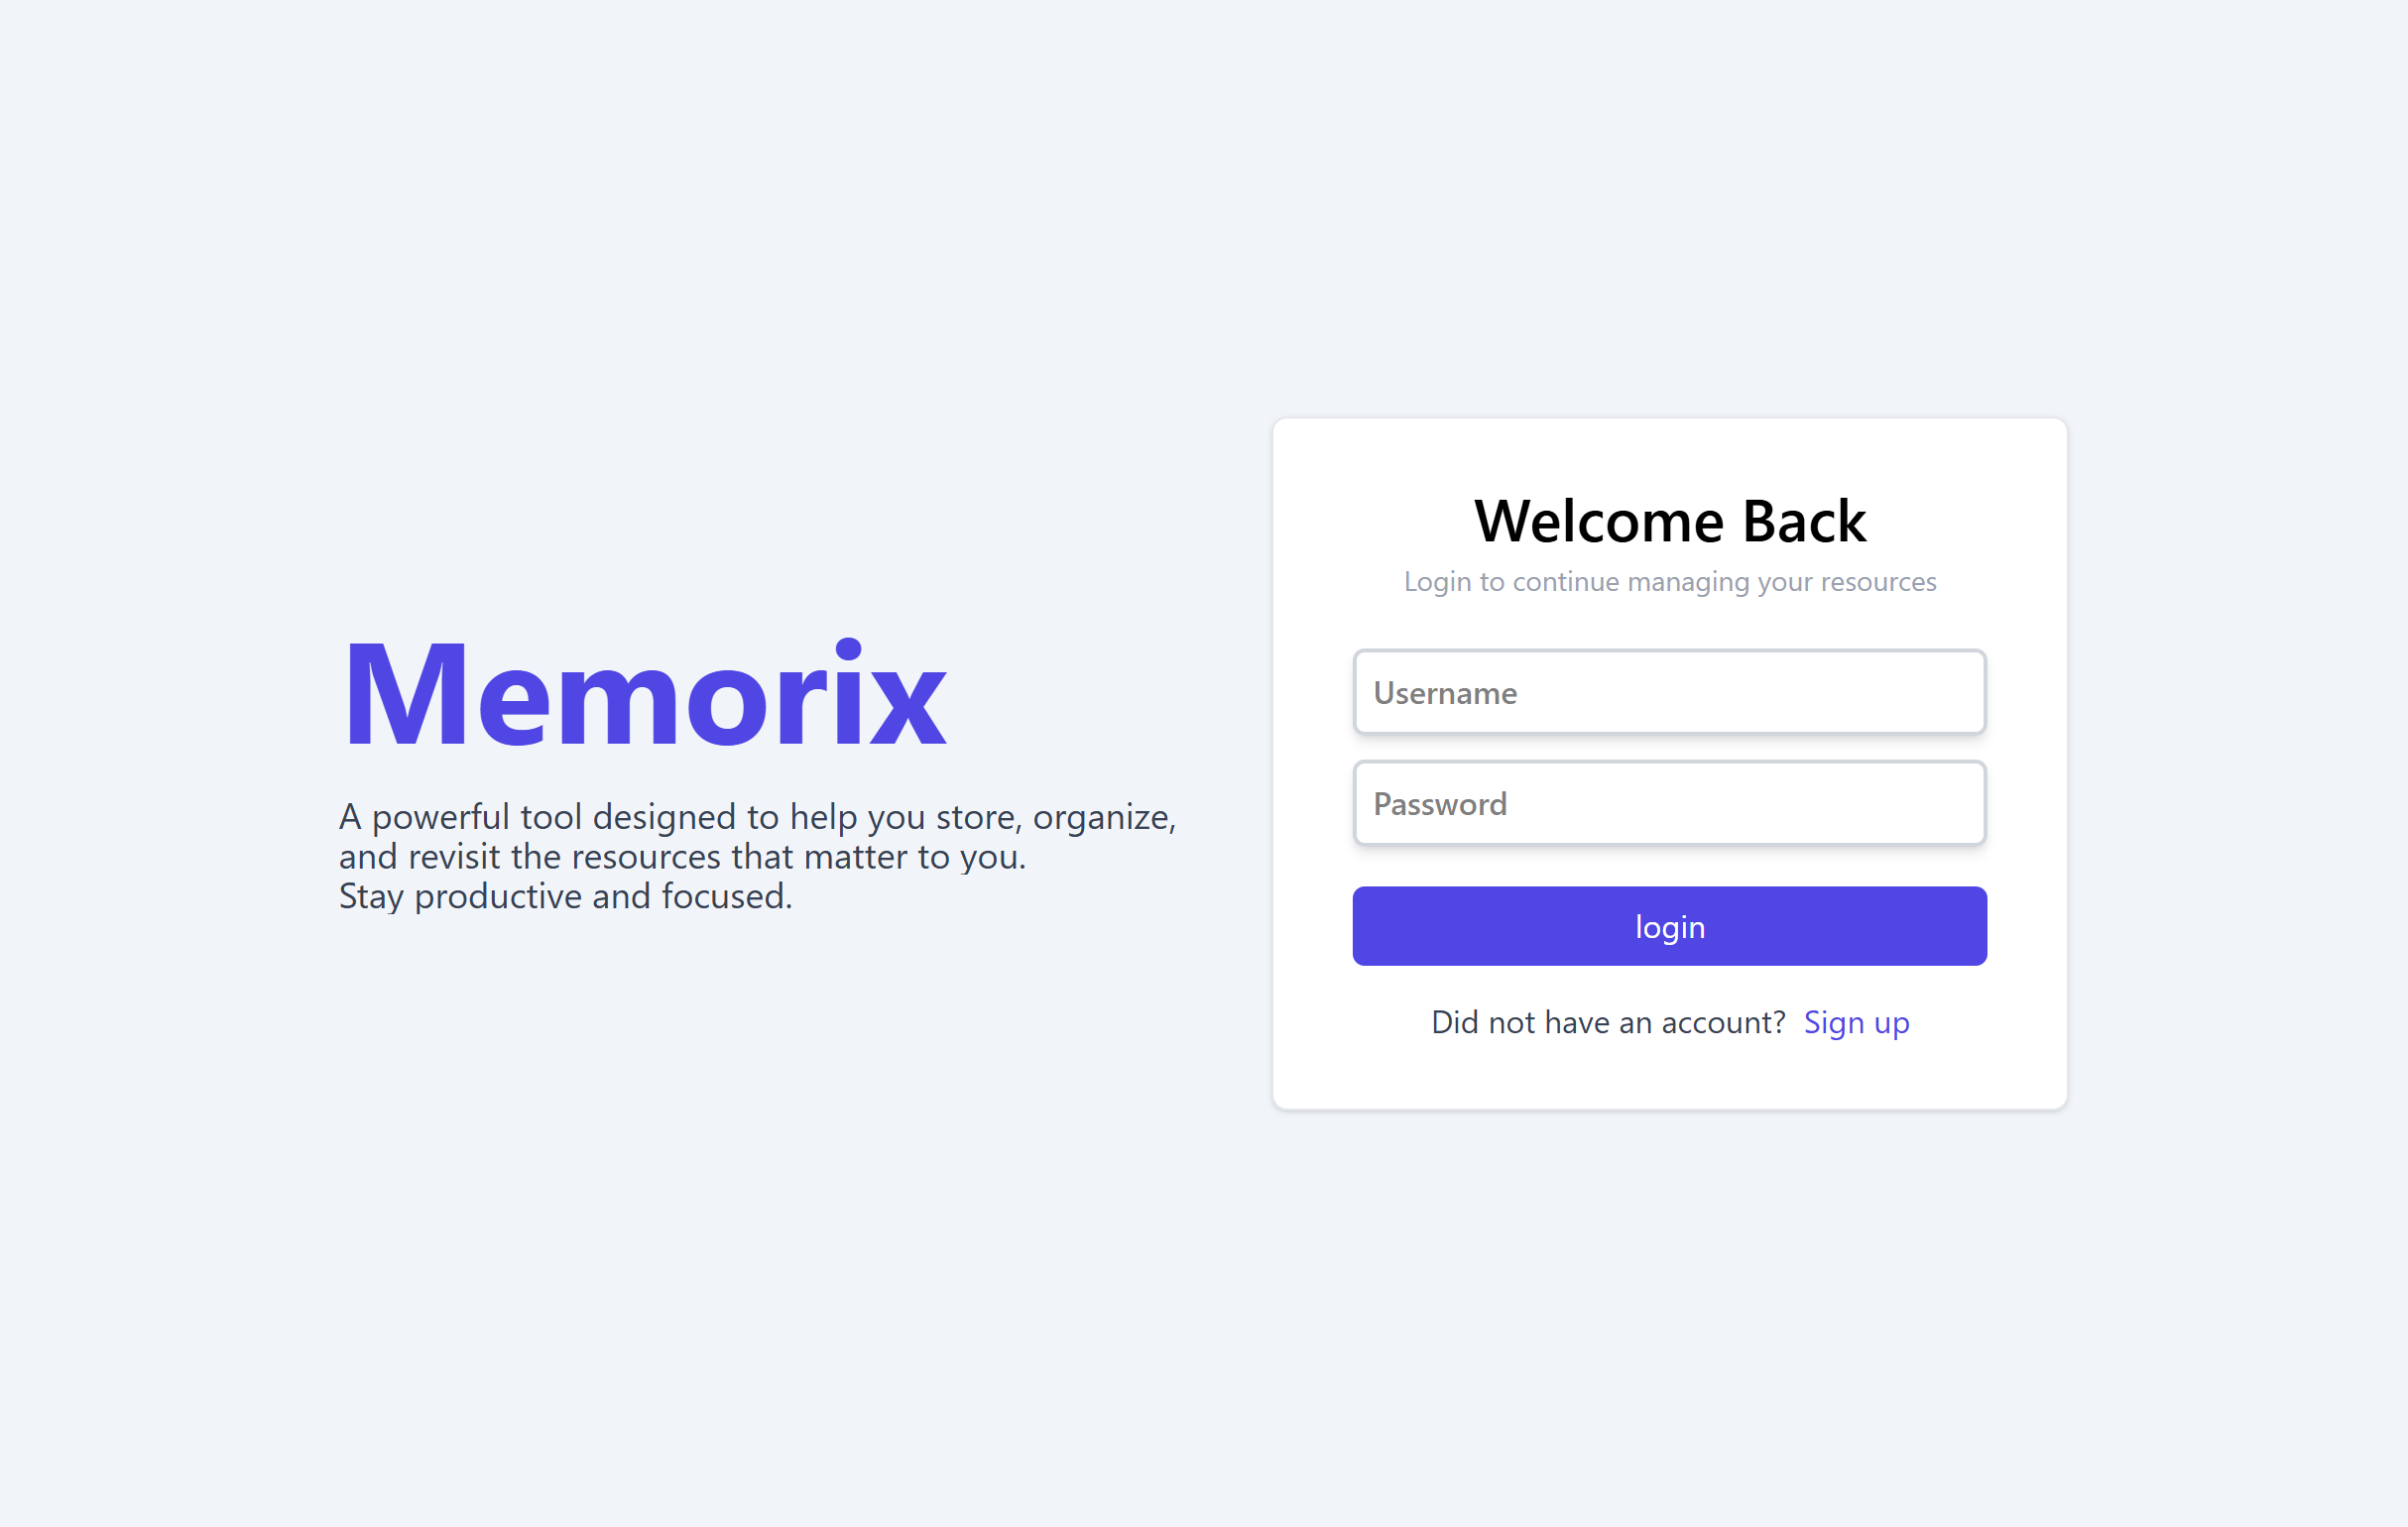 Memorix
A powerful tool designed to help you store, organize,
and revisit the resources that matter to you.
Stay productive and focused.
Welcome Back
Login to continue managing your resources
Username
Password
login
Did not have an account? Sign up